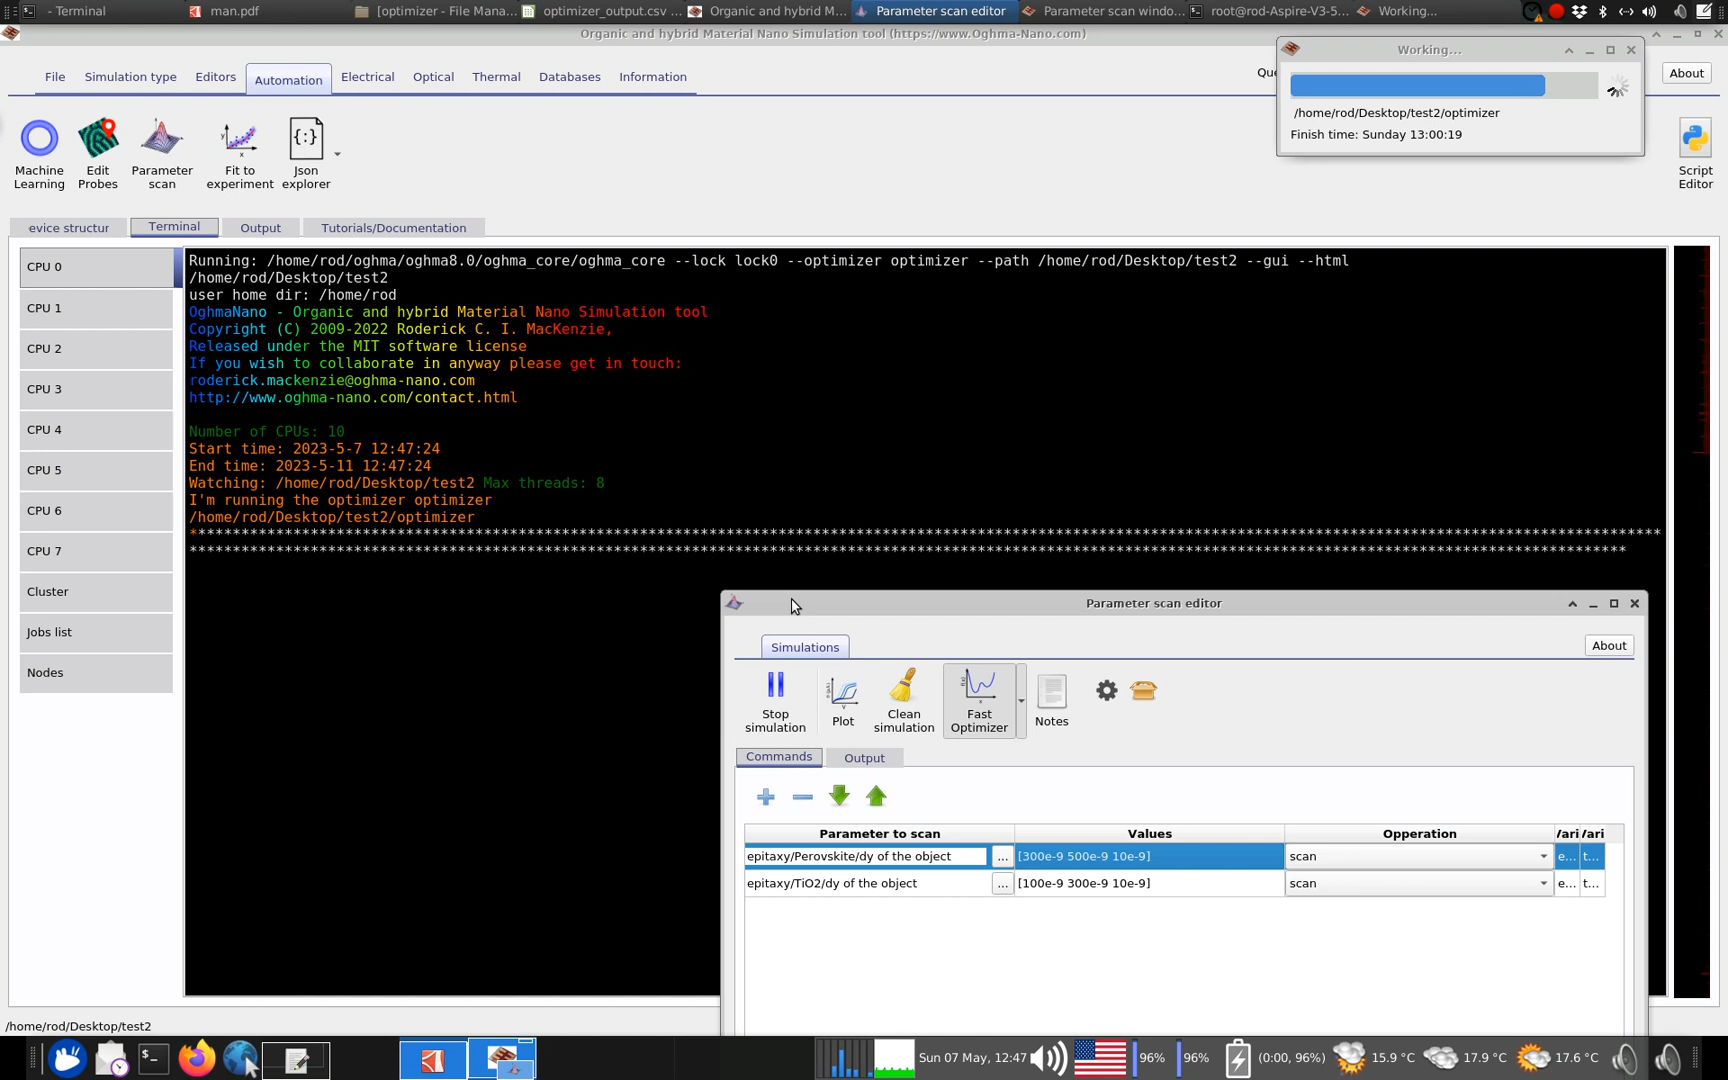 - Terminal
man.pdf
[optimizer - File Mana...
optimizer_output.csv ...
Organic and hybrid M...
Parameter scan editor
Parameter scan windo...
root@rod-Aspire-V3-5...
Working...
Organic and hybrid Material Nano Simulation tool (https://www.Oghma-Nano.com)
File
Simulation type
Editors
Automation
Electrical
Optical
Thermal
Databases
Information
Que
About
Working...
/home/rod/Desktop/test2/optimizer
Finish time: Sunday 13:00:19
Machine
Learning
Edit
Probes
Parameter
scan
Fit to
experiment
Json
explorer
Script
Editor
evice structur
Terminal
Output
Tutorials/Documentation
CPU 0
CPU 1
CPU 2
CPU 3
CPU 4
CPU 5
CPU 6
CPU 7
Cluster
Jobs list
Nodes
Running: /home/rod/oghma/oghma8.0/oghma_core/oghma_core --lock lock0 --optimizer optimizer --path /home/rod/Desktop/test2 --gui --html
/home/rod/Desktop/test2
user home dir: /home/rod
OghmaNano - Organic and hybrid Material Nano Simulation tool
Copyright (C) 2009-2022 Roderick C. I. MacKenzie,
Released under the MIT software license
If you wish to collaborate in anyway please get in touch:
roderick.mackenzie@oghma-nano.com
http://www.oghma-nano.com/contact.html
Number of CPUs: 10
Start time: 2023-5-7 12:47:24
End time: 2023-5-11 12:47:24
Watching: /home/rod/Desktop/test2 Max threads: 8
I'm running the optimizer optimizer
/home/rod/Desktop/test2/optimizer
Parameter scan editor
Simulations
About
Stop
simulation
Plot
Clean
simulation
Fast
Optimizer
Notes
Commands
Output
Parameter to scan
Values
Opperation
/ari
/ari
epitaxy/Perovskite/dy of the object
...
[300e-9 500e-9 10e-9]
scan
e...
t...
epitaxy/TiO2/dy of the object
...
[100e-9 300e-9 10e-9]
scan
e...
t...
/home/rod/Desktop/test2
Sun 07 May, 12:47
96%
96%
(0:00, 96%)
15.9 °C
17.9 °C
17.6 °C